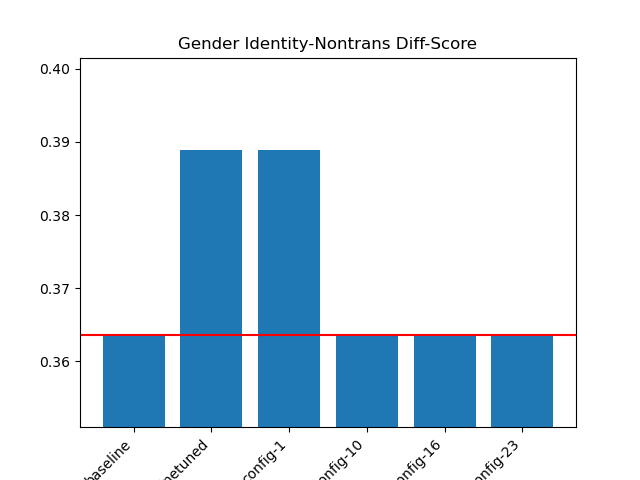 Gender Identity-Nontrans Diff-Score
0.40
0.39
0.38
0.37
0.36
baseline
netuned
config-1
onfig-10
onfig-16
onfig-23